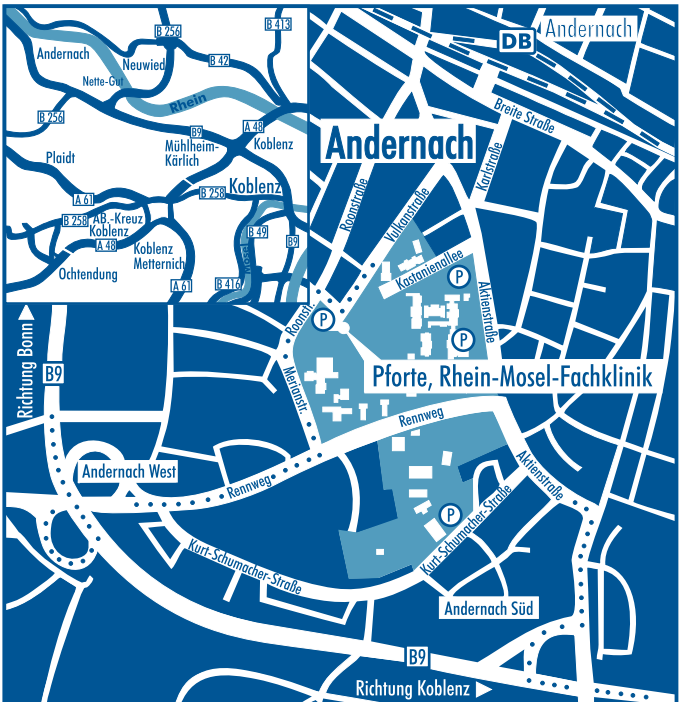 B 256
B 413
Andernach
Neuwied
B 42
Nette-Gut
Rhein
B 256
B9
A 48
Mühlheim-
Kärlich
Koblenz
Plaidt
A 61
B 258
Koblenz
B 258
AB.-Kreuz
Koblenz
A 48
B 49
B9
Koblenz
Metternich
Mosel
Ochtendung
A 61
B 416
DB
Andernach
Breite Straße
Andernach
Karlstraße
Roonstraße
Vulkanstraße
Kastanienallee
P
Aktienstraße
Roonstr.
P
P
Richtung Bonn
B9
Merianstr.
Pforte, Rhein-Mosel-Fachklinik
Rennweg
Andernach West
Rennweg
Aktienstraße
P
Kurt-Schumacher-Straße
Kurt-Schumacher-Straße
Andernach Süd
B9
Richtung Koblenz